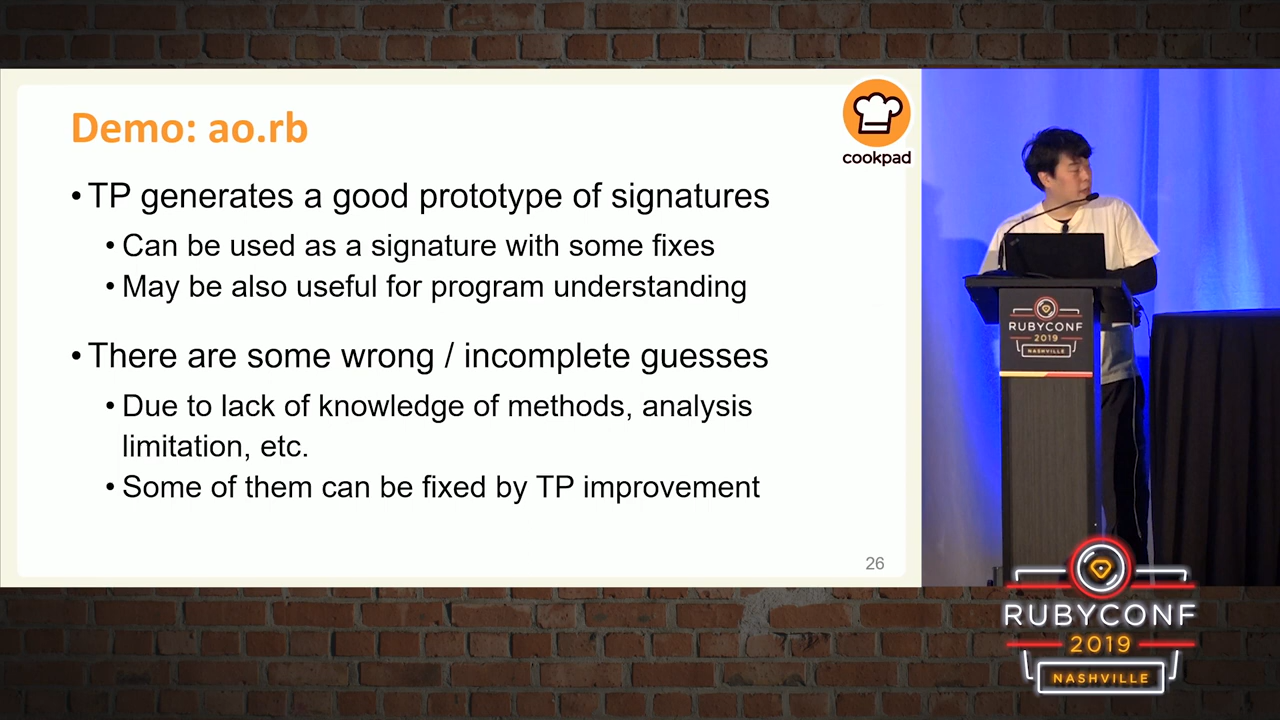 Demo: ao.rb
cookpad
• TP generates a good prototype of signatures
• Can be used as a signature with some fixes
• May be also useful for program understanding
• There are some wrong / incomplete guesses
• Due to lack of knowledge of methods, analysis
limitation, etc.
• Some of them can be fixed by TP improvement
26
RUBYCONF
2019
NASHVILLE
RUBYCONF
2019
NASHVILLE